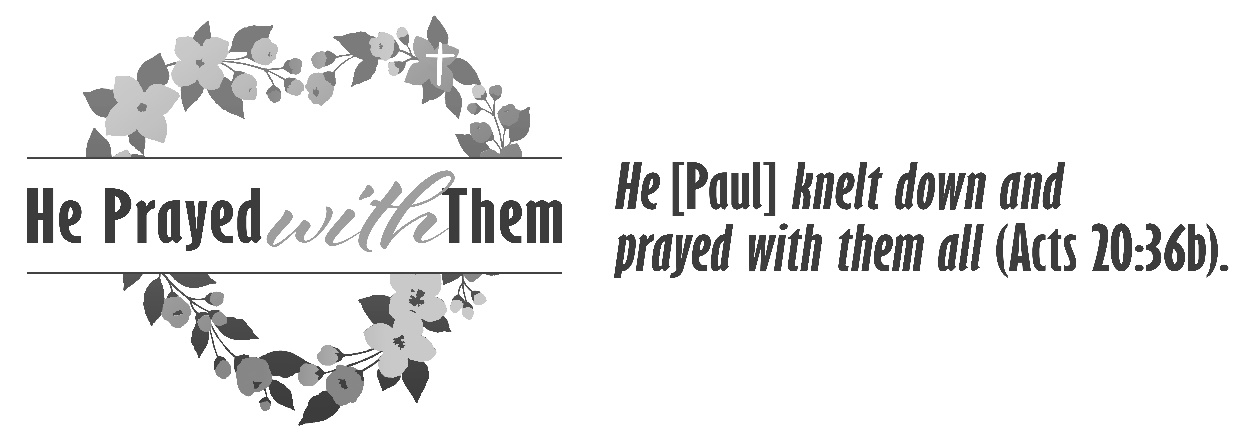 He Prayed with Them
He [Paul] knelt down and
prayed with them all (Acts 20:36b).